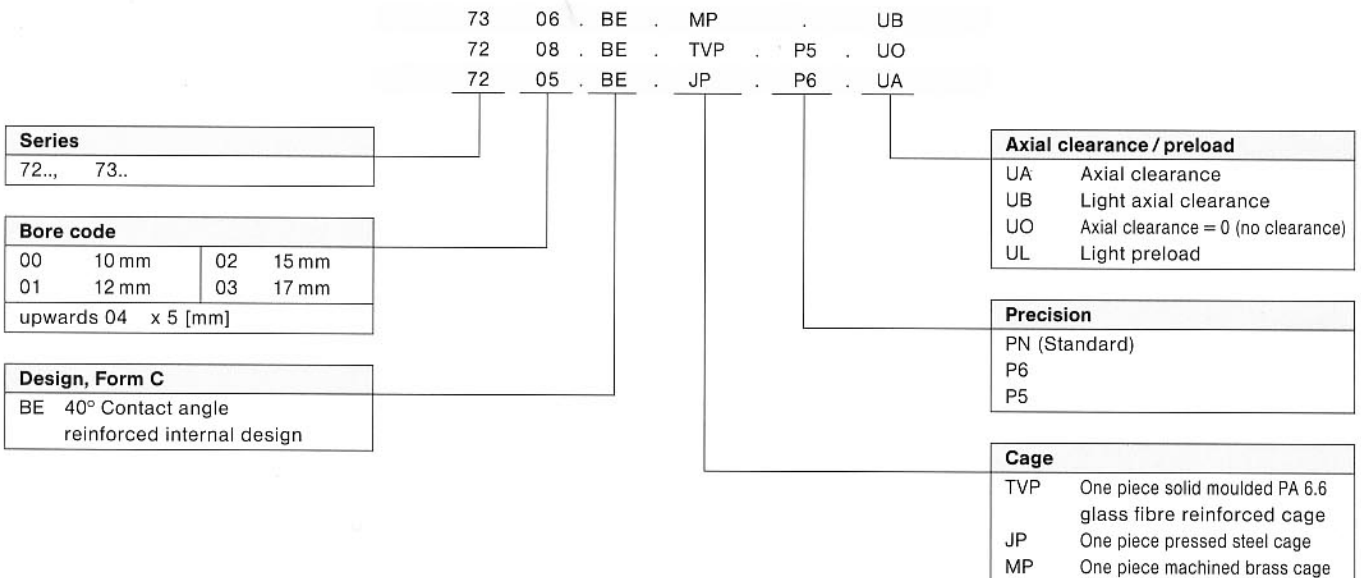 73 06 . BE . MP . UB
72 08 . BE . TVP . P5 . UO
72 05 . BE . JP . P6 . UA
Series
72.., 73..
Bore code
00 10 mm 02 15 mm
01 12 mm 03 17 mm
upwards 04 x 5 [mm]
Design, Form C
BE 40° Contact angle
reinforced internal design
Axial clearance / preload
UA Axial clearance
UB Light axial clearance
UO Axial clearance = 0 (no clearance)
UL Light preload
Precision
PN (Standard)
P6
P5
Cage
TVP One piece solid moulded PA 6.6
glass fibre reinforced cage
JP One piece pressed steel cage
MP One piece machined brass cage